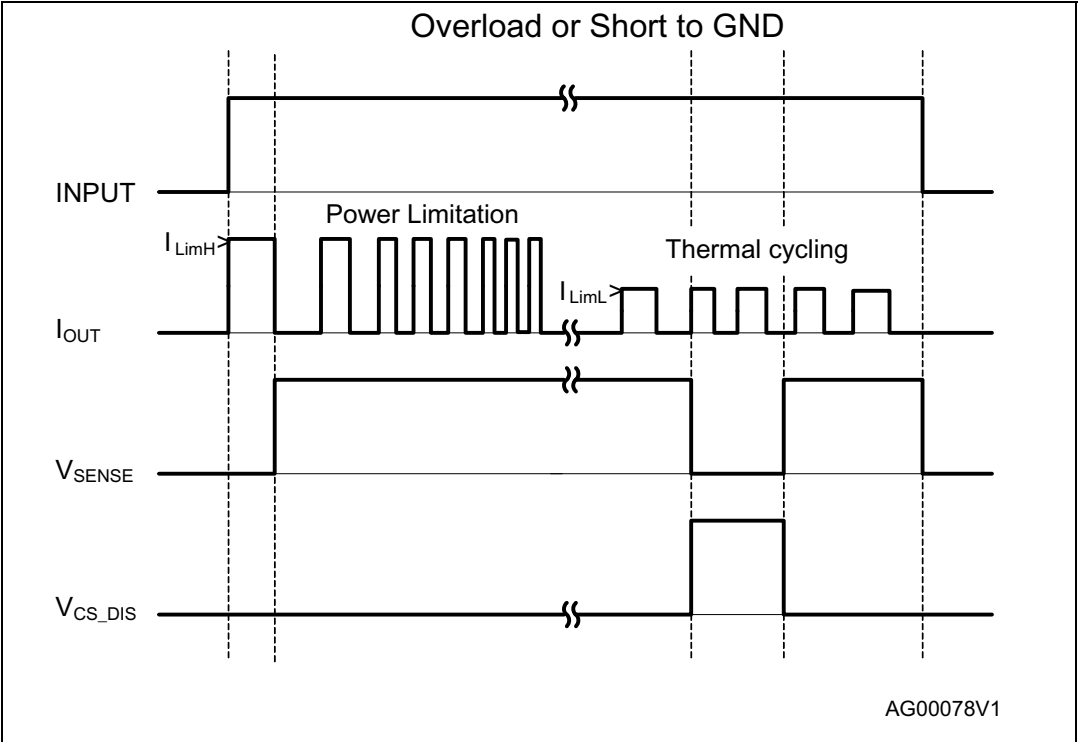 Overload or Short to GND
INPUT
Power Limitation
I LimH
Thermal cycling
I LimL
IOUT
VSENSE
VCS_DIS
AG00078V1